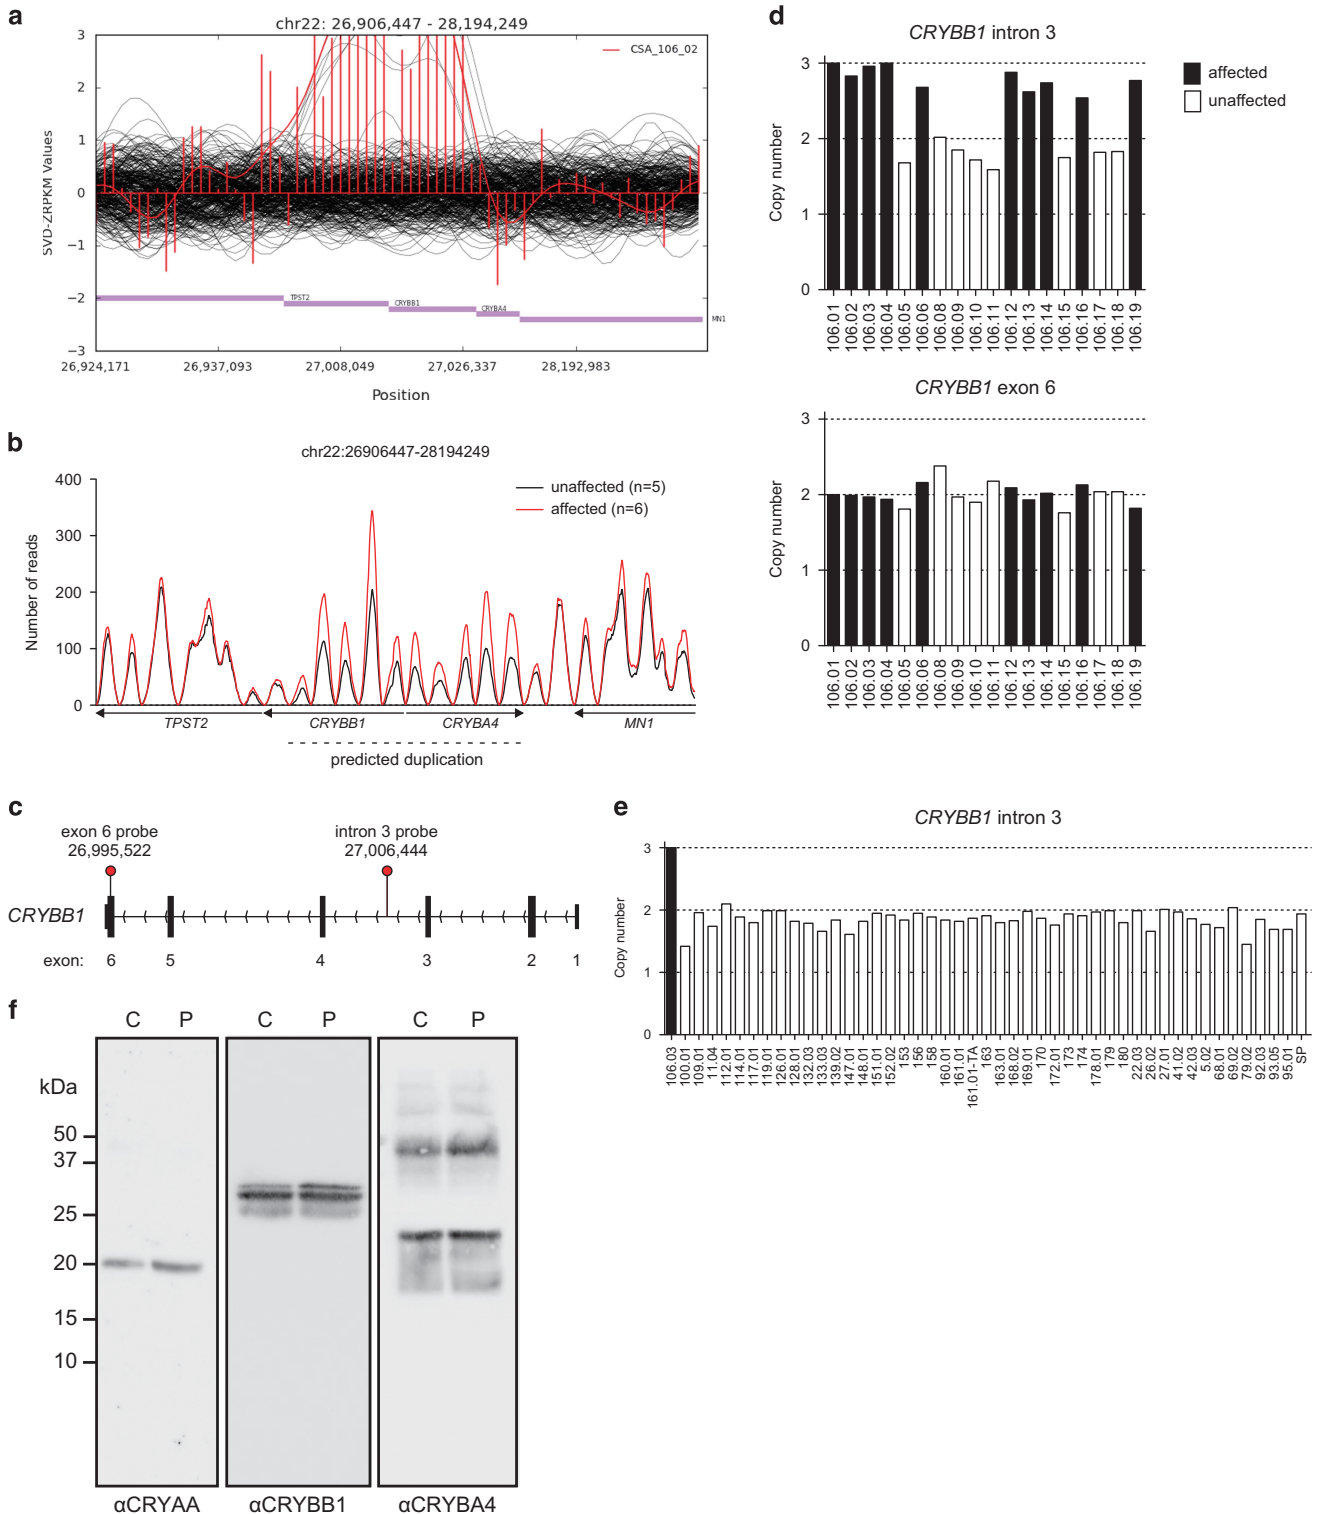 a
chr22: 26,906,447 - 28,194,249
CSA_106_02
SVD-ZRPKM Values
3
2
1
0
−1
−2
−3
TPST2
CRYBB1
CRYBA4
MN1
26,924,171
26,937,093
27,008,049
27,026,337
28,192,983
Position
b
chr22:26906447-28194249
unaffected (n=5)
affected (n=6)
Number of reads
400
300
200
100
0
TPST2
CRYBB1
CRYBA4
MN1
predicted duplication
c
exon 6 probe
26,995,522
intron 3 probe
27,006,444
CRYBB1
exon:
6
5
4
3
2
1
d
CRYBB1 intron 3
affected
unaffected
Copy number
3
2
1
0
106.01
106.02
106.03
106.04
106.05
106.06
106.08
106.09
106.10
106.11
106.12
106.13
106.14
106.15
106.16
106.17
106.18
106.19
CRYBB1 exon 6
Copy number
3
2
1
0
106.01
106.02
106.03
106.04
106.05
106.06
106.08
106.09
106.10
106.11
106.12
106.13
106.14
106.15
106.16
106.17
106.18
106.19
e
CRYBB1 intron 3
Copy number
3
2
1
0
106.03
100.01
109.01
11.04
112.01
114.01
117.01
119.01
126.01
128.01
132.03
133.03
139.02
147.01
148.01
151.01
152.02
153
156
158
160.01
161.01
161.01-TA
163
163.01
168.02
169.01
170
172.01
173
174
178.01
179
180
22.03
26.02
27.01
41.02
42.03
5.02
68.01
69.02
79.02
92.03
93.05
95.01
SP
f
C P
C P
C P
kDa
50
37
25
20
15
10
αCRYAA
αCRYBB1
αCRYBA4